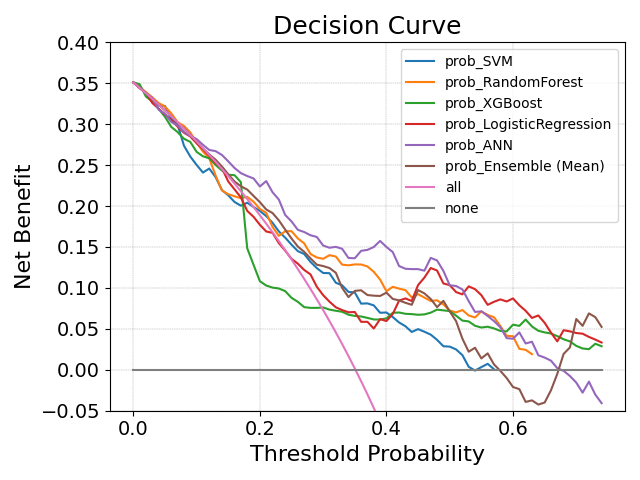 Decision Curve
Net Benefit
0.40
0.35
0.30
0.25
0.20
0.15
0.10
0.05
0.00
−0.05
prob_SVM
prob_RandomForest
prob_XGBoost
prob_LogisticRegression
prob_ANN
prob_Ensemble (Mean)
all
none
0.0 0.2 0.4 0.6
Threshold Probability